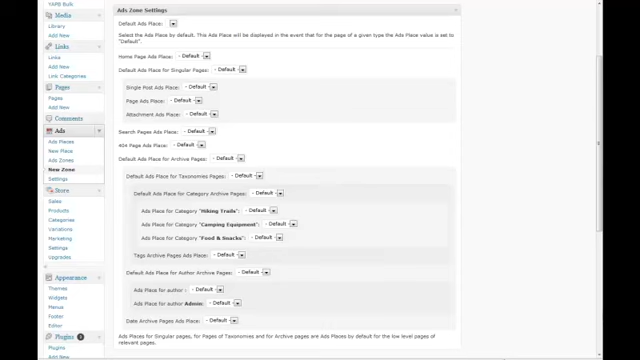 YARB Bulk
Media
Library
Add New
Links
Links
Add New
Link Categories
Pages
Pages
Add New
Comments
Ads
Ads Places
New Place
Ads Zones
New Zone
Settings
Store
Sales
Products
Categories
Variations
Marketing
Settings
Upgrades
Appearance
Themes
Widgets
Menus
Footer
Editor
Plugins
Plugins
Add New
Ads Zone Settings
Default Ads Place:
Select the Ads Place by default. This Ads Place will be displayed in the event that for the page of a given type the Ads Place value is set to
"Default".
Home Page Ads Place: - Default -
Default Ads Place for Singular Pages: - Default -
Single Post Ads Place: - Default -
Page Ads Place: - Default -
Attachment Ads Place: - Default -
Search Pages Ads Place: - Default -
404 Page Ads Place: - Default -
Default Ads Place for Archive Pages: - Default -
Default Ads Place for Taxonomies Pages: - Default -
Default Ads Place for Category Archive Pages: - Default -
Ads Place for Category "Hiking Trails": - Default -
Ads Place for Category "Camping Equipment": - Default -
Ads Place for Category "Food & Snacks": - Default -
Tags Archive Pages Ads Place: - Default -
Default Ads Place for Author Archive Pages: - Default -
Ads Place for author : - Default -
Ads Place for author Admin: - Default -
Date Archive Pages Ads Place: - Default -
Ads Places for Singular pages, for Pages of Taxonomies and for Archive pages are Ads Places by default for the low level pages of
relevant pages.